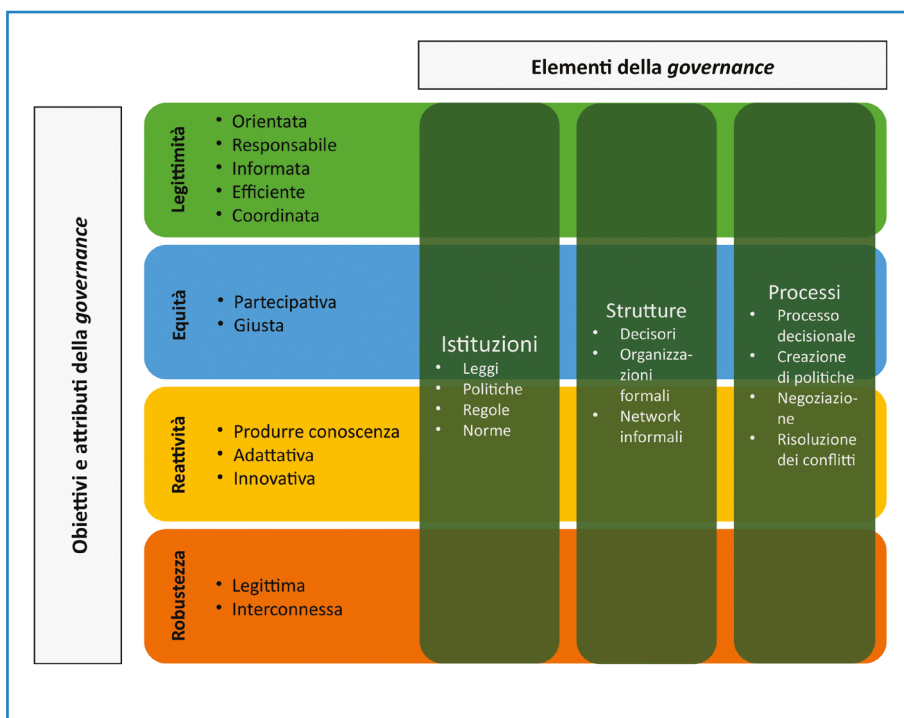 Elementi della governance
Obiettivi e attributi della governance
Legittimità
• Orientata
• Responsabile
• Informata
• Efficiente
• Coordinata
Equità
• Partecipativa
• Giusta
Reattività
• Produrre conoscenza
• Adattativa
• Innovativa
Robustezza
• Legittima
• Interconnessa
Istituzioni
• Leggi
• Politiche
• Regole
• Norme
Strutture
• Decisori
• Organizza-
zioni
formali
• Network
informali
Processi
• Processo
decisionale
• Creazione
di politiche
• Negoziazio-
ne
• Risoluzione
dei conflitti